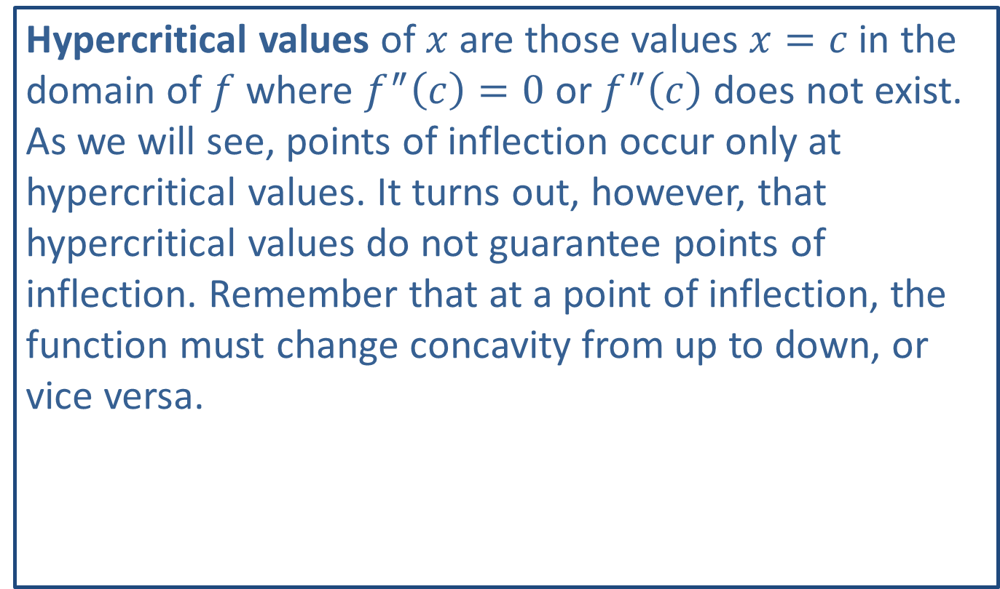 Hypercritical values of x are those values x = c in the
domain of f where f″(c) = 0 or f″(c) does not exist.
As we will see, points of inflection occur only at
hypercritical values. It turns out, however, that
hypercritical values do not guarantee points of
inflection. Remember that at a point of inflection, the
function must change concavity from up to down, or
vice versa.